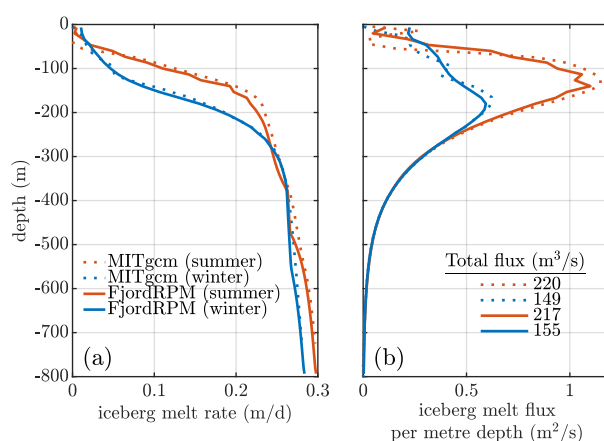 0
-100
-200
-300
-400
-500
-600
-700
-800
depth (m)
MITgcm (summer)
MITgcm (winter)
FjordRPM (summer)
FjordRPM (winter)
(a)
0 0.1 0.2 0.3
iceberg melt rate (m/d)
Total flux (m³/s)
220
149
217
155
(b)
0 0.5 1
iceberg melt flux
per metre depth (m²/s)